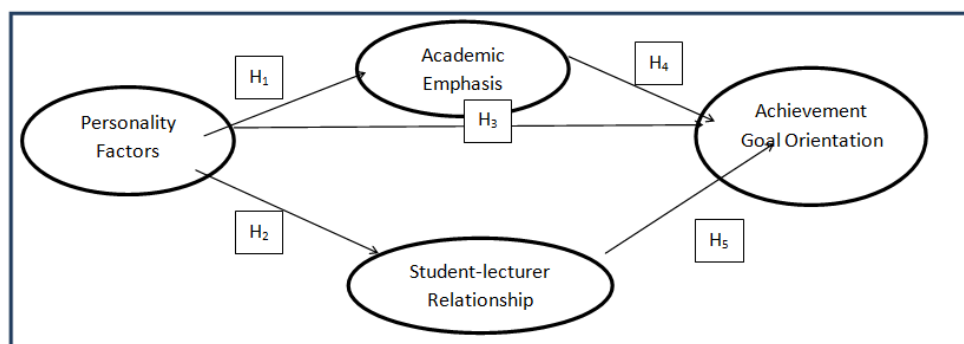 Academic
Emphasis
H₁
H₄
Personality
Factors
H₃
Achievement
Goal Orientation
H₂
H₅
Student-lecturer
Relationship